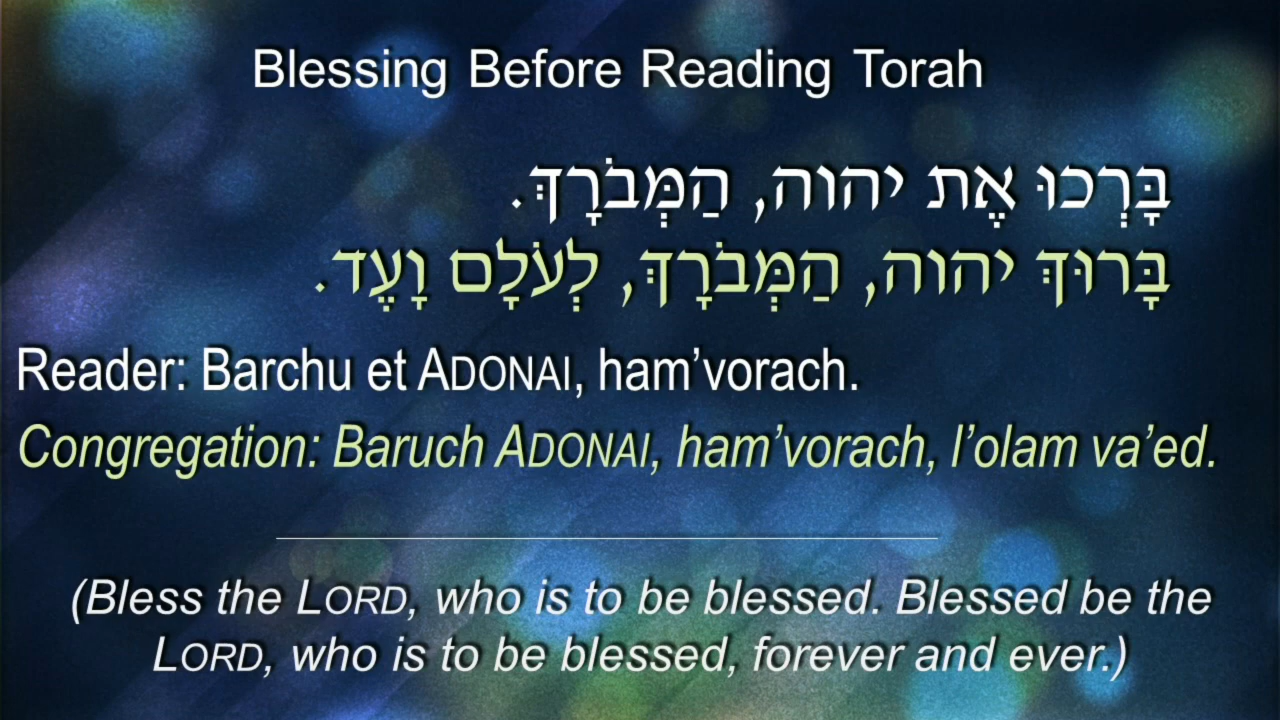 Blessing Before Reading Torah
בָּרְכוּ אֶת יהוה, הַמְּבֹרָךְ.
בָּרוּךְ יהוה, הַמְּבֹרָךְ, לְעֹלָם וָעֶד.
Reader: Barchu et ADONAI, ham’vorach.
Congregation: Baruch ADONAI, ham’vorach, l’olam va’ed.
(Bless the LORD, who is to be blessed. Blessed be the
LORD, who is to be blessed, forever and ever.)